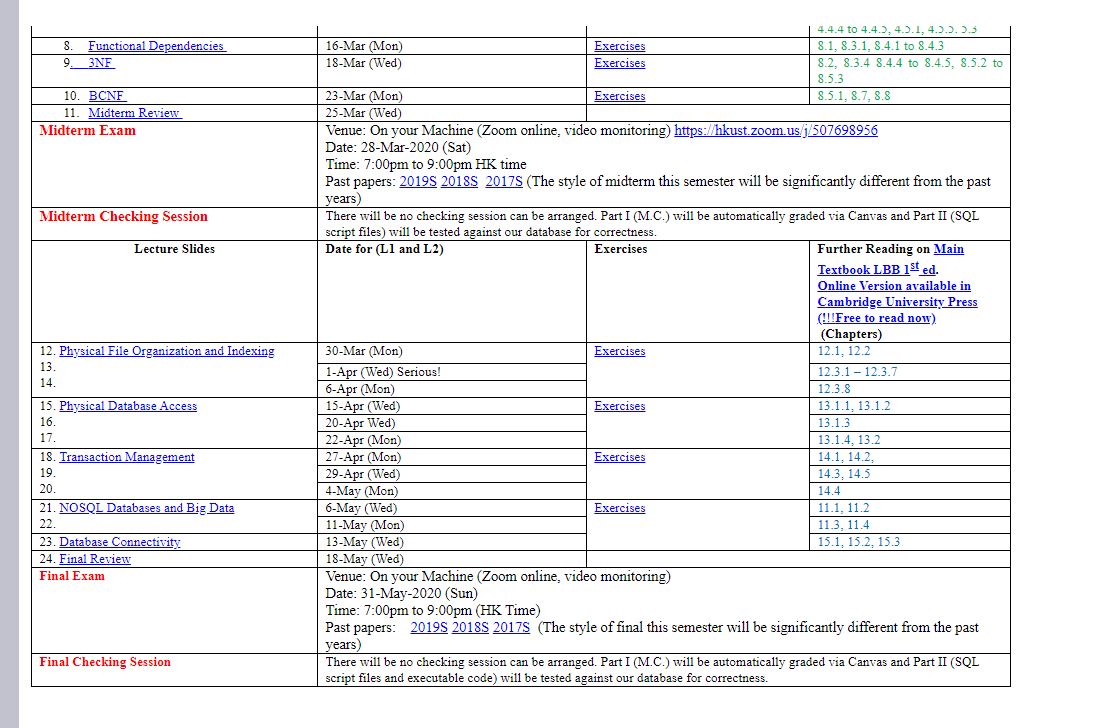 4.4.4 to 4.4.5, 4.5.1, 4.5.5. 5.3
8. Functional Dependencies 16-Mar (Mon) Exercises 8.1, 8.3.1, 8.4.1 to 8.4.3
9. 3NF 18-Mar (Wed) Exercises 8.2, 8.3.4 8.4.4 to 8.4.5, 8.5.2 to
8.5.3
10. BCNF 23-Mar (Mon) Exercises 8.5.1, 8.7, 8.8
11. Midterm Review 25-Mar (Wed)
Midterm Exam Venue: On your Machine (Zoom online, video monitoring) https://hkust.zoom.us/j/507698956
Date: 28-Mar-2020 (Sat)
Time: 7:00pm to 9:00pm HK time
Past papers: 2019S 2018S 2017S (The style of midterm this semester will be significantly different from the past
years)
Midterm Checking Session There will be no checking session can be arranged. Part I (M.C.) will be automatically graded via Canvas and Part II (SQL
script files) will be tested against our database for correctness.
Lecture Slides Date for (L1 and L2) Exercises Further Reading on Main
Textbook LBB 1st ed.
Online Version available in
Cambridge University Press
(!!!Free to read now)
(Chapters)
12. Physical File Organization and Indexing 30-Mar (Mon) Exercises 12.1, 12.2
13. 1-Apr (Wed) Serious! 12.3.1 – 12.3.7
14. 6-Apr (Mon) 12.3.8
15. Physical Database Access 15-Apr (Wed) Exercises 13.1.1, 13.1.2
16. 20-Apr Wed) 13.1.3
17. 22-Apr (Mon) 13.1.4, 13.2
18. Transaction Management 27-Apr (Mon) Exercises 14.1, 14.2,
19. 29-Apr (Wed) 14.3, 14.5
20. 4-May (Mon) 14.4
21. NOSQL Databases and Big Data 6-May (Wed) Exercises 11.1, 11.2
22. 11-May (Mon) 11.3, 11.4
23. Database Connectivity 13-May (Wed) 15.1, 15.2, 15.3
24. Final Review 18-May (Wed)
Final Exam Venue: On your Machine (Zoom online, video monitoring)
Date: 31-May-2020 (Sun)
Time: 7:00pm to 9:00pm (HK Time)
Past papers: 2019S 2018S 2017S (The style of final this semester will be significantly different from the past
years)
Final Checking Session There will be no checking session can be arranged. Part I (M.C.) will be automatically graded via Canvas and Part II (SQL
script files and executable code) will be tested against our database for correctness.